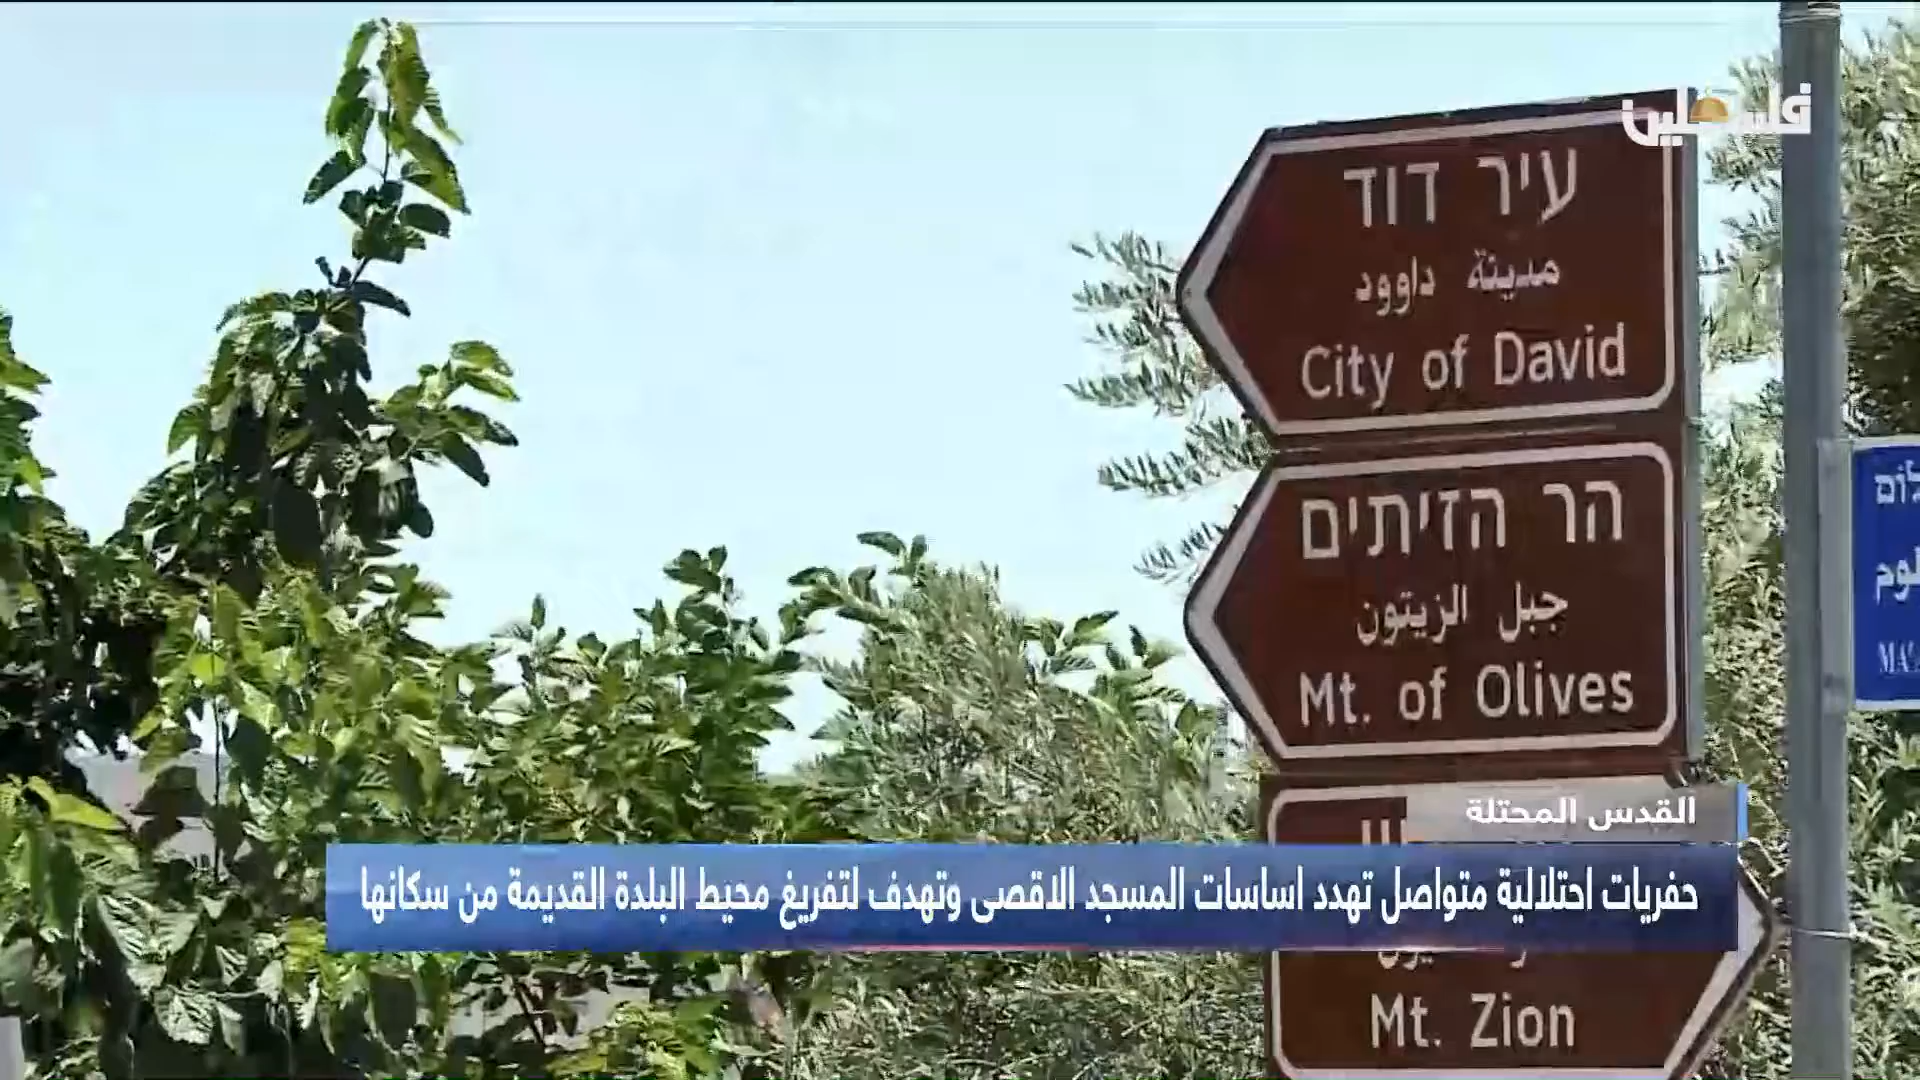 فلسطين
עיר דוד
مدينة داوود
City of David
הר הזיתים
جبل الزيتون
Mt. of Olives
القدس المحتلة
حفريات احتلالية متواصل تهدد اساسات المسجد الاقصى وتهدف لتفريغ محيط البلدة القديمة من سكانها
Mt. Zion